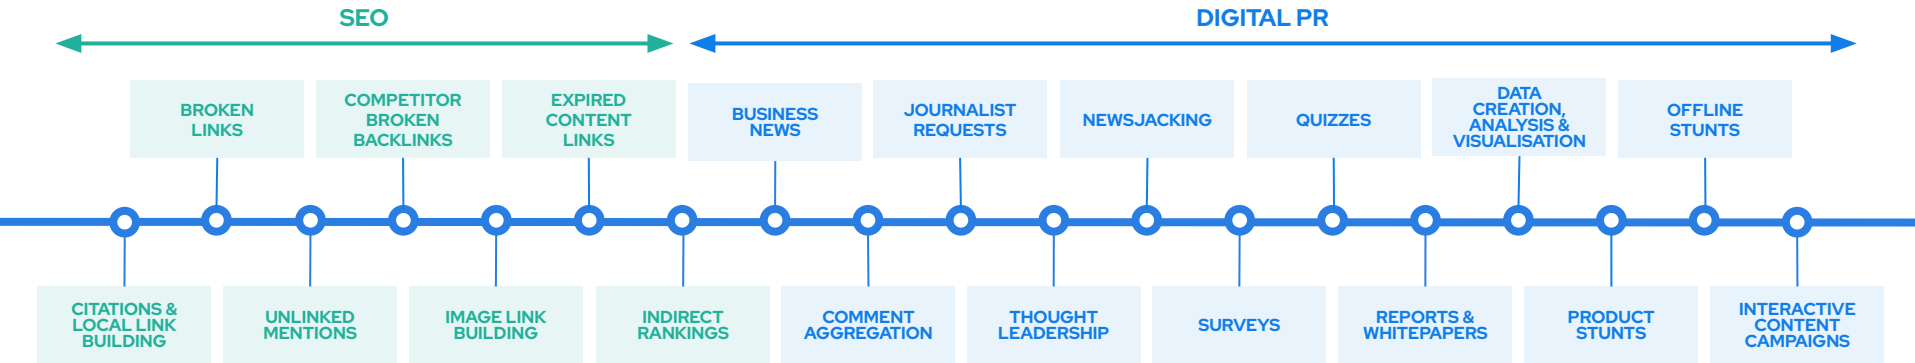 SEO
DIGITAL PR
BROKEN
LINKS
COMPETITOR
BROKEN
BACKLINKS
EXPIRED
CONTENT
LINKS
BUSINESS
NEWS
JOURNALIST
REQUESTS
NEWSJACKING
QUIZZES
DATA
CREATION,
ANALYSIS &
VISUALISATION
OFFLINE
STUNTS
CITATIONS &
LOCAL LINK
BUILDING
UNLINKED
MENTIONS
IMAGE LINK
BUILDING
INDIRECT
RANKINGS
COMMENT
AGGREGATION
THOUGHT
LEADERSHIP
SURVEYS
REPORTS &
WHITEPAPERS
PRODUCT
STUNTS
INTERACTIVE
CONTENT
CAMPAIGNS